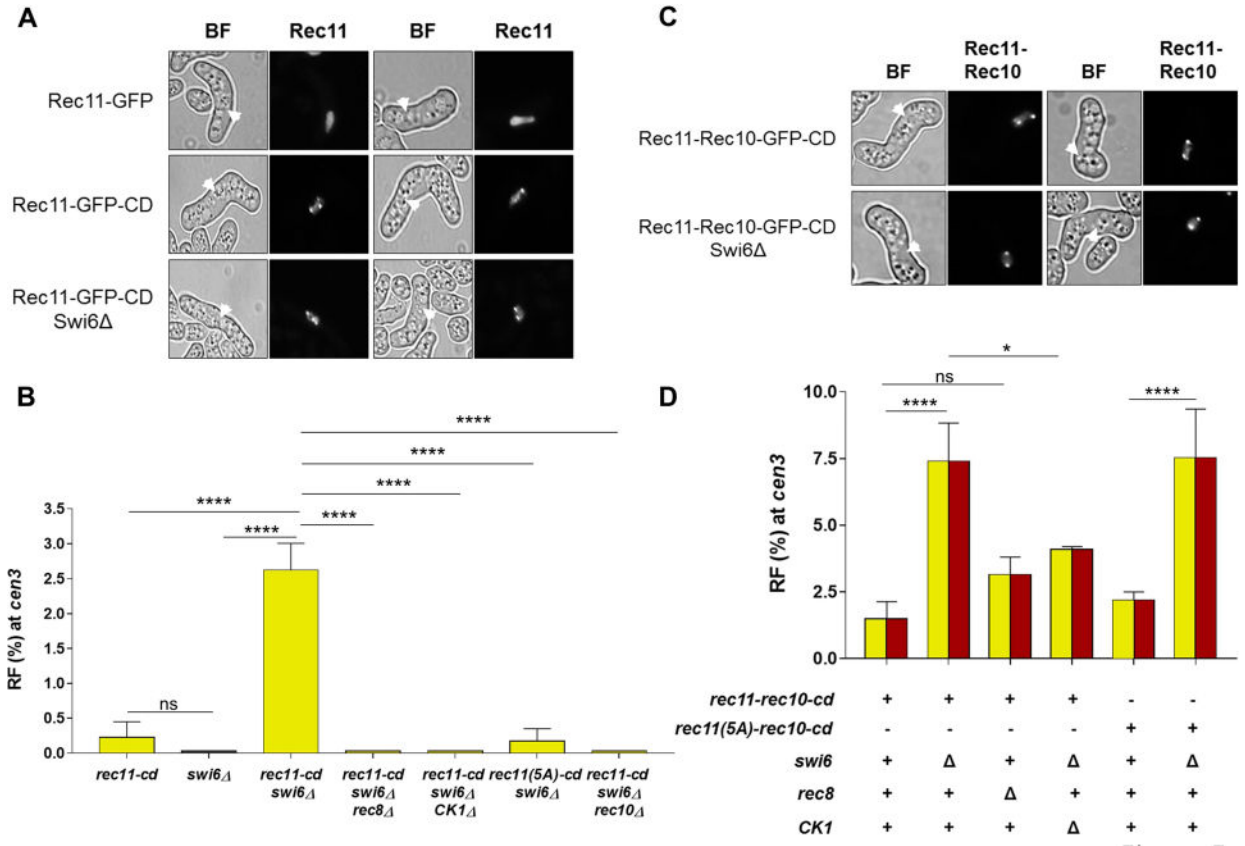 A
BF Rec11 BF Rec11
Rec11-GFP
Rec11-GFP-CD
Rec11-GFP-CD
Swi6Δ
C
Rec11- Rec11-
BF Rec10 BF Rec10
Rec11-Rec10-GFP-CD
Rec11-Rec10-GFP-CD
Swi6Δ
B
****
****
****
****
****
****
ns
RF (%) at cen3
3.5
3.0
2.5
2.0
1.5
1.0
0.5
0.0
rec11-cd swi6Δ rec11-cd rec11-cd rec11-cd rec11(5A)-cd rec11-cd
swi6Δ swi6Δ swi6Δ swi6Δ swi6Δ
rec8Δ CK1Δ rec10Δ
D
*
ns
**** ****
RF (%) at cen3
10.0
7.5
5.0
2.5
0.0
rec11-rec10-cd + + + + - -
rec11(5A)-rec10-cd - - - - + +
swi6 + Δ + Δ + Δ
rec8 + + Δ + + +
CK1 + + + Δ + +